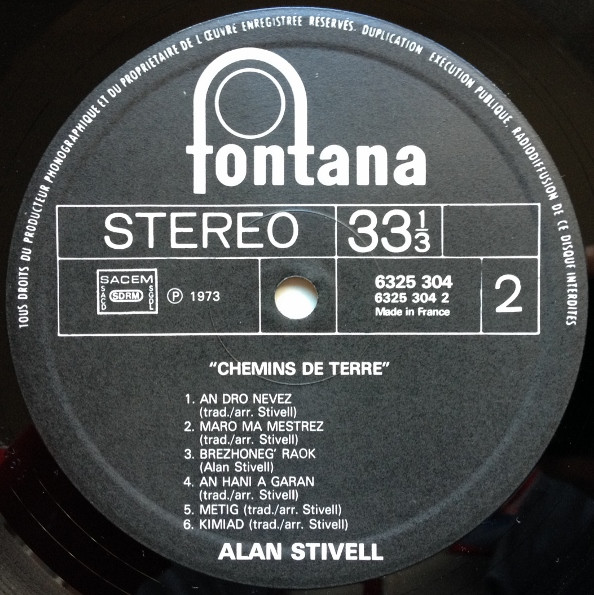 TOUS DROITS DU PRODUCTEUR PHONOGRAPHIQUE ET DU PROPRIETAIRE DE L'ŒUVRE ENREGISTREE RESERVÉS. DUPLICATION, EXECUTION PUBLIQUE, RADIODIFFUSION DE CE DISQUE INTERDITES
fontana
STEREO 33⅓
SACEM SACD SDRM SGDL ℗ 1973 6325 304 2
6325 304 2
Made in France
"CHEMINS DE TERRE"
1. AN DRO NEVEZ
(trad./arr. Stivell)
2. MARO MA MESTREZ
(trad./arr. Stivell)
3. BREZHONEG' RAOK
(Alan Stivell)
4. AN HANI A GARAN
(trad./arr. Stivell)
5. METIG (trad./arr. Stivell)
6. KIMIAD (trad./arr. Stivell)
ALAN STIVELL